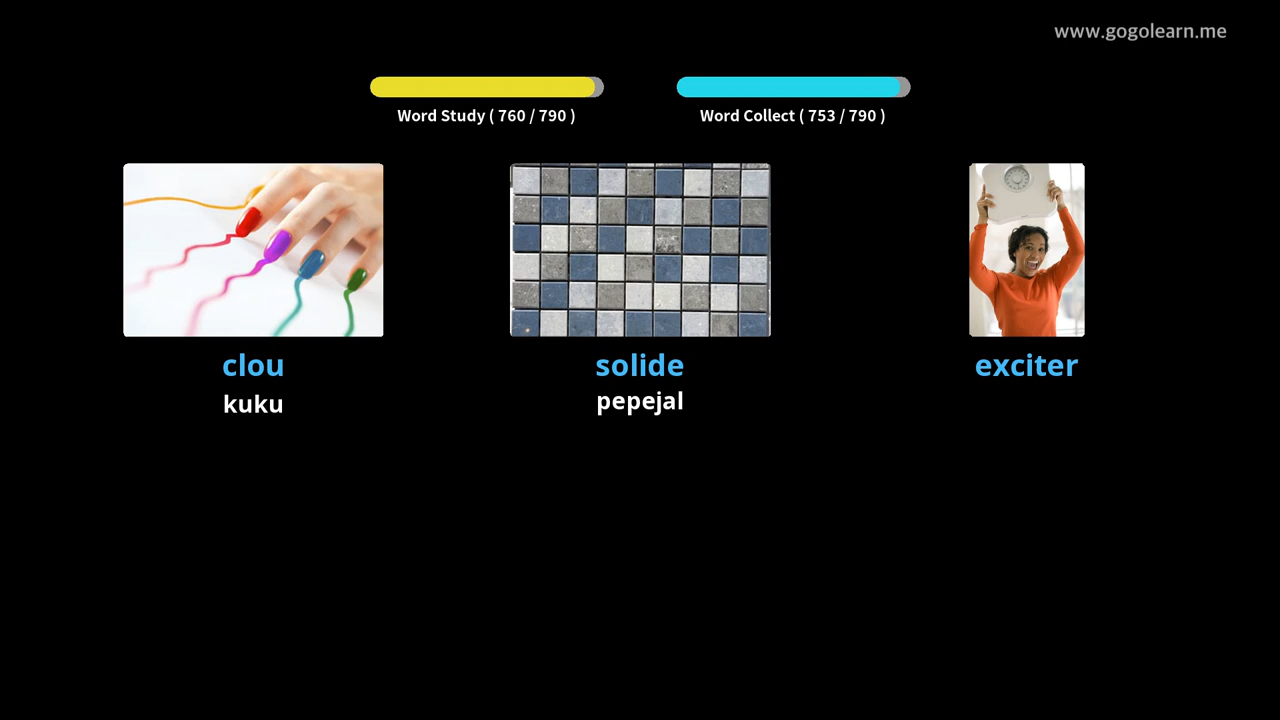 www.gogolearn.me
Word Study ( 760 / 790 )
Word Collect ( 753 / 790 )
clou
solide
exciter
kuku
pepejal